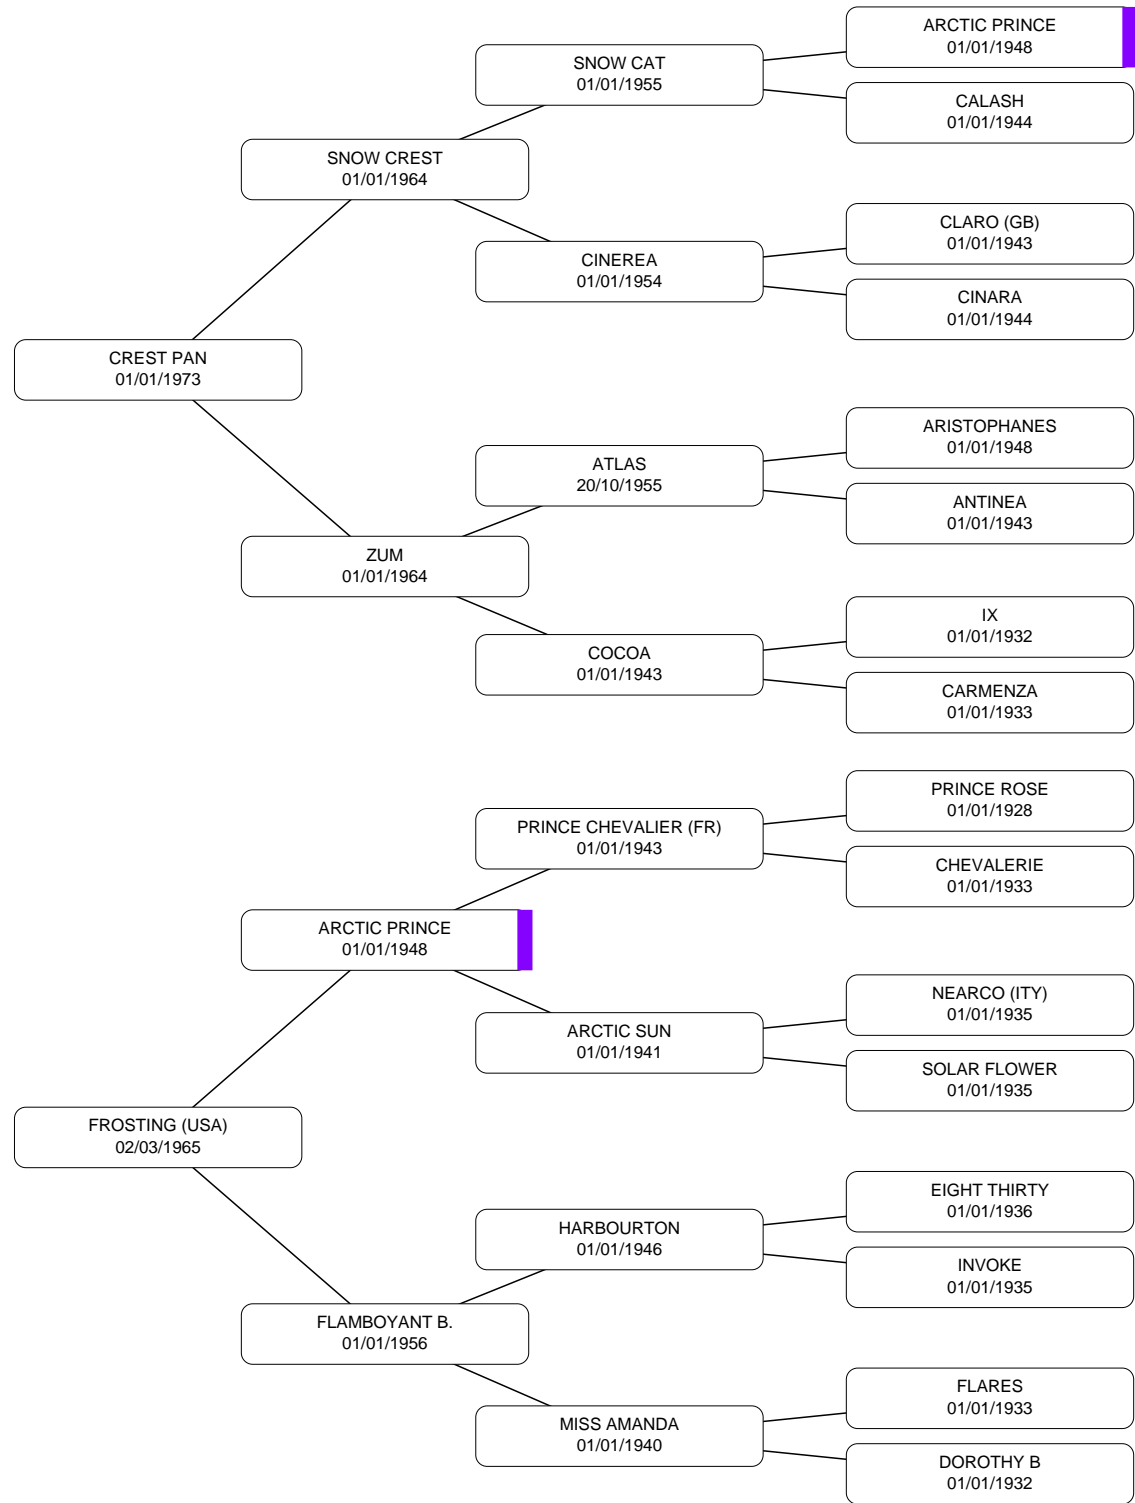 ARCTIC PRINCE
01/01/1948
SNOW CAT
01/01/1955
CALASH
01/01/1944
SNOW CREST
01/01/1964
CLARO (GB)
01/01/1943
CINEREA
01/01/1954
CINARA
01/01/1944
CREST PAN
01/01/1973
ARISTOPHANES
01/01/1948
ATLAS
20/10/1955
ANTINEA
01/01/1943
ZUM
01/01/1964
IX
01/01/1932
COCOA
01/01/1943
CARMENZA
01/01/1933
PRINCE ROSE
01/01/1928
PRINCE CHEVALIER (FR)
01/01/1943
CHEVALERIE
01/01/1933
ARCTIC PRINCE
01/01/1948
NEARCO (ITY)
01/01/1935
ARCTIC SUN
01/01/1941
SOLAR FLOWER
01/01/1935
FROSTING (USA)
02/03/1965
EIGHT THIRTY
01/01/1936
HARBOURTON
01/01/1946
INVOKE
01/01/1935
FLAMBOYANT B.
01/01/1956
FLARES
01/01/1933
MISS AMANDA
01/01/1940
DOROTHY B
01/01/1932